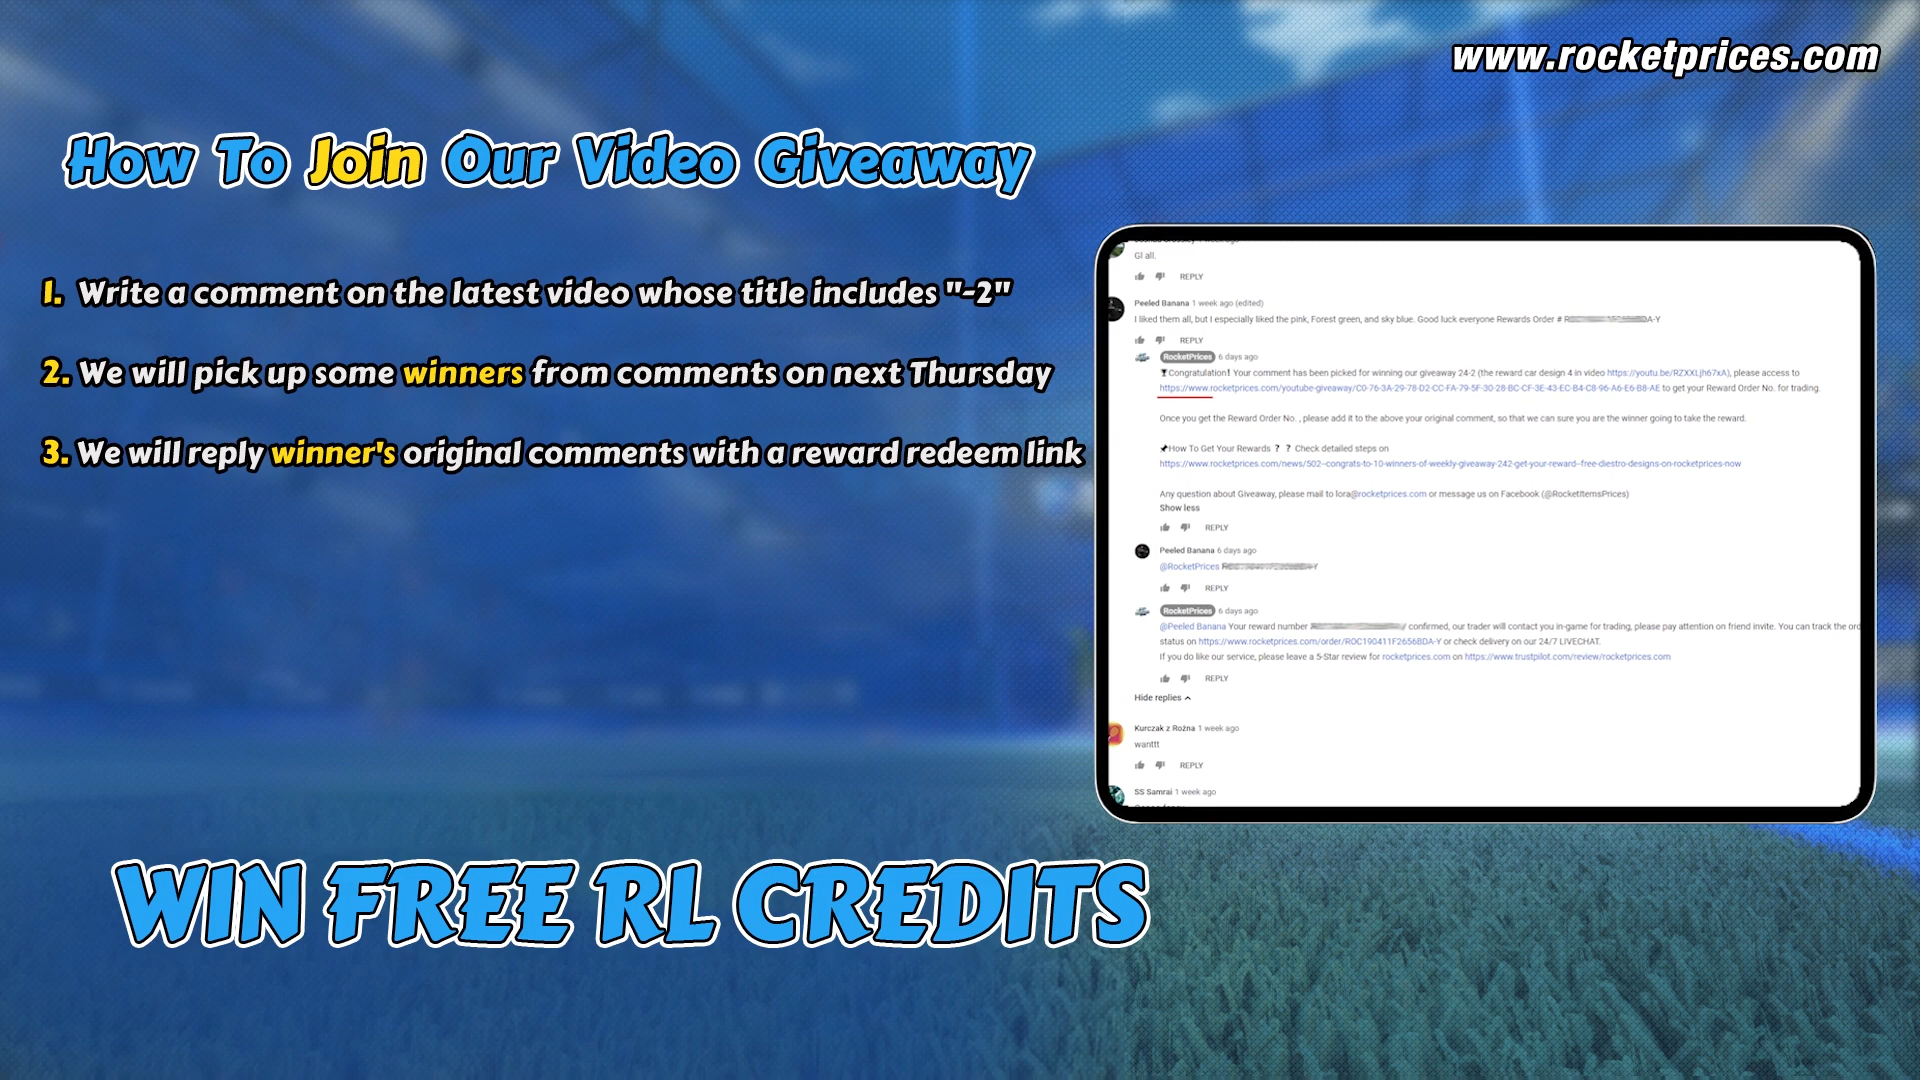 www.rocketprices.com
How To Join Our Video Giveaway
1. Write a comment on the latest video whose title includes "-2"
2. We will pick up some winners from comments on next Thursday
3. We will reply winner's original comments with a reward redeem link
WIN FREE RL CREDITS
Gl all.
REPLY
Peeled Banana 1 week ago (edited)
I liked them all, but I especially liked the pink, Forest green, and sky blue. Good luck everyone Rewards Order # R A-Y
REPLY
RocketPrices 6 days ago
Congratulation! Your comment has been picked for winning our giveaway 24-2 (the reward car design 4 in video https://youtu.be/RZXXLjh67xA), please access to
https://www.rocketprices.com/youtube-giveaway/C0-76-3A-29-78-D2-CC-FA-79-5F-30-28-BC-CF-3E-43-EC-B4-C8-96-A6-E6-B8-AE to get your Reward Order No. for trading.
Once you get the Reward Order No. , please add it to the above your original comment, so that we can sure you are the winner going to take the reward.
How To Get Your Rewards ? ? Check detailed steps on
https://www.rocketprices.com/news/502--congrats-to-10-winners-of-weekly-giveaway-242-get-your-reward--free-diestro-designs-on-rocketprices-now
Any question about Giveaway, please mail to lora@rocketprices.com or message us on Facebook (@RocketItemsPrices)
Show less
REPLY
Peeled Banana 6 days ago
@RocketPrices
REPLY
RocketPrices 6 days ago
@Peeled Banana Your reward number confirmed, our trader will contact you in-game for trading, please pay attention on friend invite. You can track the ord
status on https://www.rocketprices.com/order/ROC190411F2656BDA-Y or check delivery on our 24/7 LIVECHAT.
If you do like our service, please leave a 5-Star review for rocketprices.com on https://www.trustpilot.com/review/rocketprices.com
REPLY
Hide replies
Kurczak z Rożna 1 week ago
wanttt
REPLY
SS Samrai 1 week ago